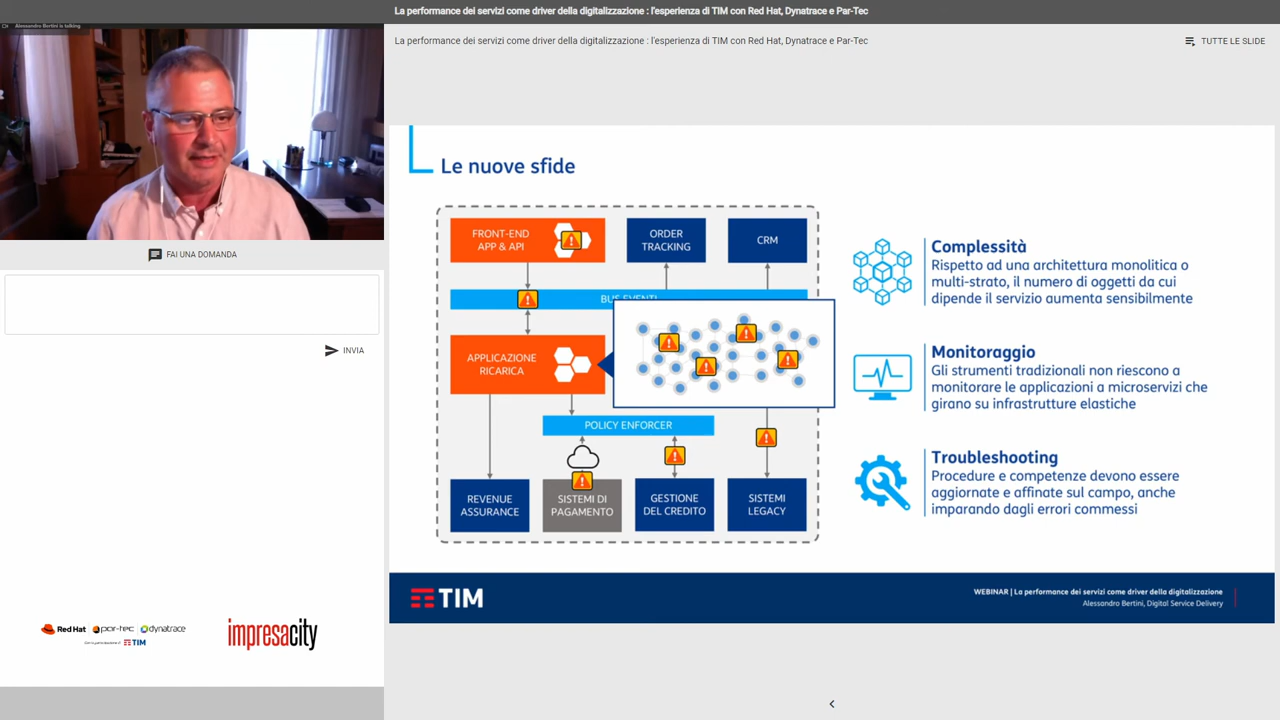 La performance dei servizi come driver della digitalizzazione : l'esperienza di TIM con Red Hat, Dynatrace e Par-Tec
Alessandro Bertini is talking
La performance dei servizi come driver della digitalizzazione : l'esperienza di TIM con Red Hat, Dynatrace e Par-Tec
TUTTE LE SLIDE
FAI UNA DOMANDA
INVIA
Red Hat par-tec dynatrace
TIM
impresacity
Le nuove sfide
FRONT-END
APP & API
ORDER
TRACKING
CRM
BUS EVENTI
APPLICAZIONE
RICARICA
POLICY ENFORCER
REVENUE
ASSURANCE
SISTEMI DI
PAGAMENTO
GESTIONE
DEL CREDITO
SISTEMI
LEGACY
Complessità
Rispetto ad una architettura monolitica o
multi-strato, il numero di oggetti da cui
dipende il servizio aumenta sensibilmente
Monitoraggio
Gli strumenti tradizionali non riescono a
monitorare le applicazioni a microservizi che
girano su infrastrutture elastiche
Troubleshooting
Procedure e competenze devono essere
aggiornate e affinate sul campo, anche
imparando dagli errori commessi
TIM
WEBINAR | La performance dei servizi come driver della digitalizzazione
Alessandro Bertini, Digital Service Delivery